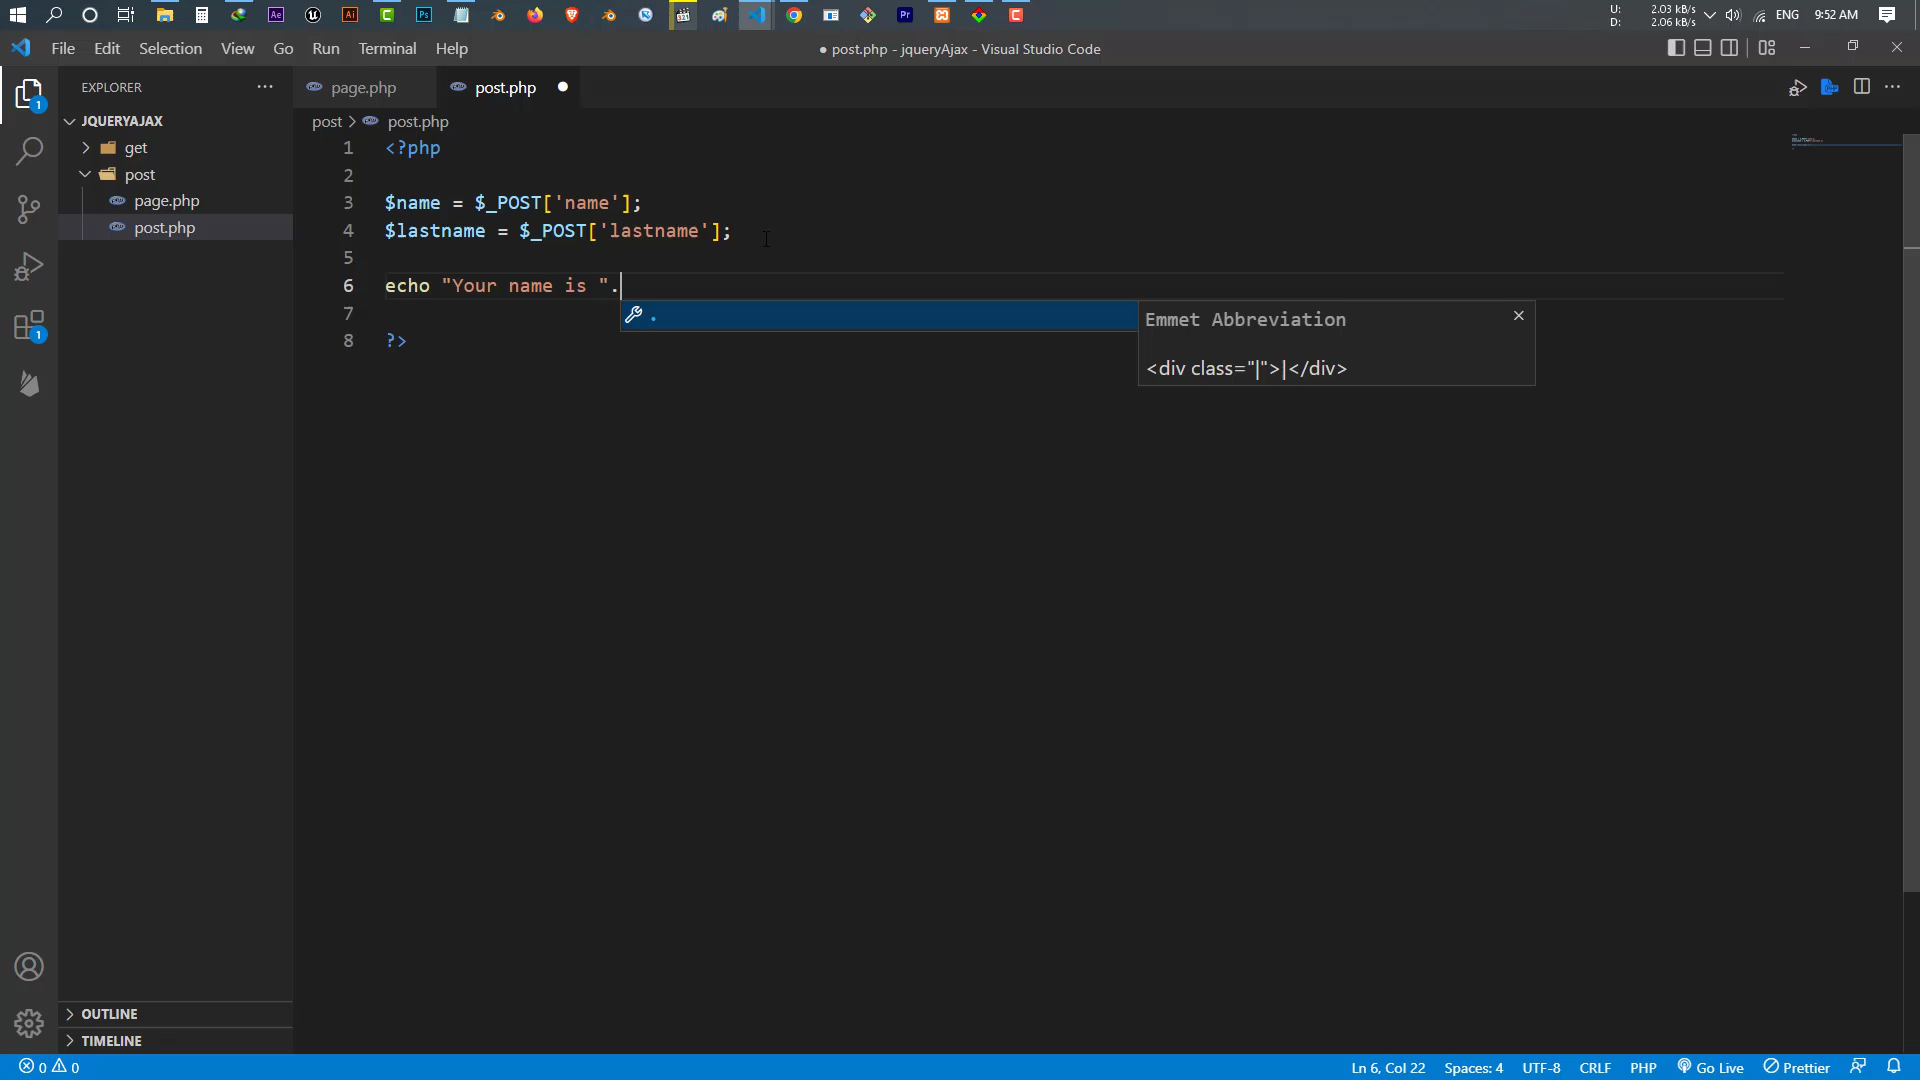 U: 2.03 kB/s
D: 2.06 kB/s
ENG 9:52 AM
File Edit Selection View Go Run Terminal Help
● post.php - jqueryAjax - Visual Studio Code
EXPLORER
page.php post.php
JQUERYAJAX
post > post.php
get
post
page.php
post.php
1 <?php
2
3 $name = $_POST['name'];
4 $lastname = $_POST['lastname'];
5
6 echo "Your name is ".
7
8 ?>
.
Emmet Abbreviation
<div class="|">|</div>
1
1
OUTLINE
TIMELINE
0 0
Ln 6, Col 22 Spaces: 4 UTF-8 CRLF PHP Go Live Prettier